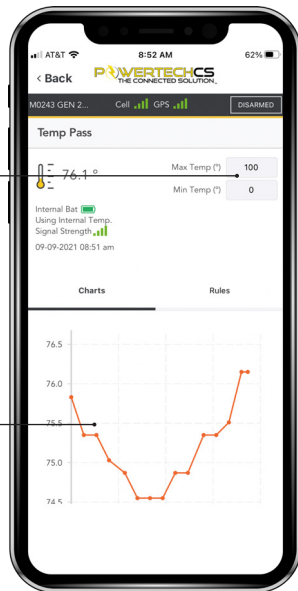 AT&T 8:52 AM 62%
< Back POWERTECHCS
THE CONNECTED SOLUTION_
M0243 GEN 2... Cell GPS DISARMED
Temp Pass
76.1 °
Max Temp (°) 100
Min Temp (°) 0
Internal Bat
Using Internal Temp.
Signal Strength
09-09-2021 08:51 am
Charts Rules
76.5
76.0
75.5
75.0
74.5